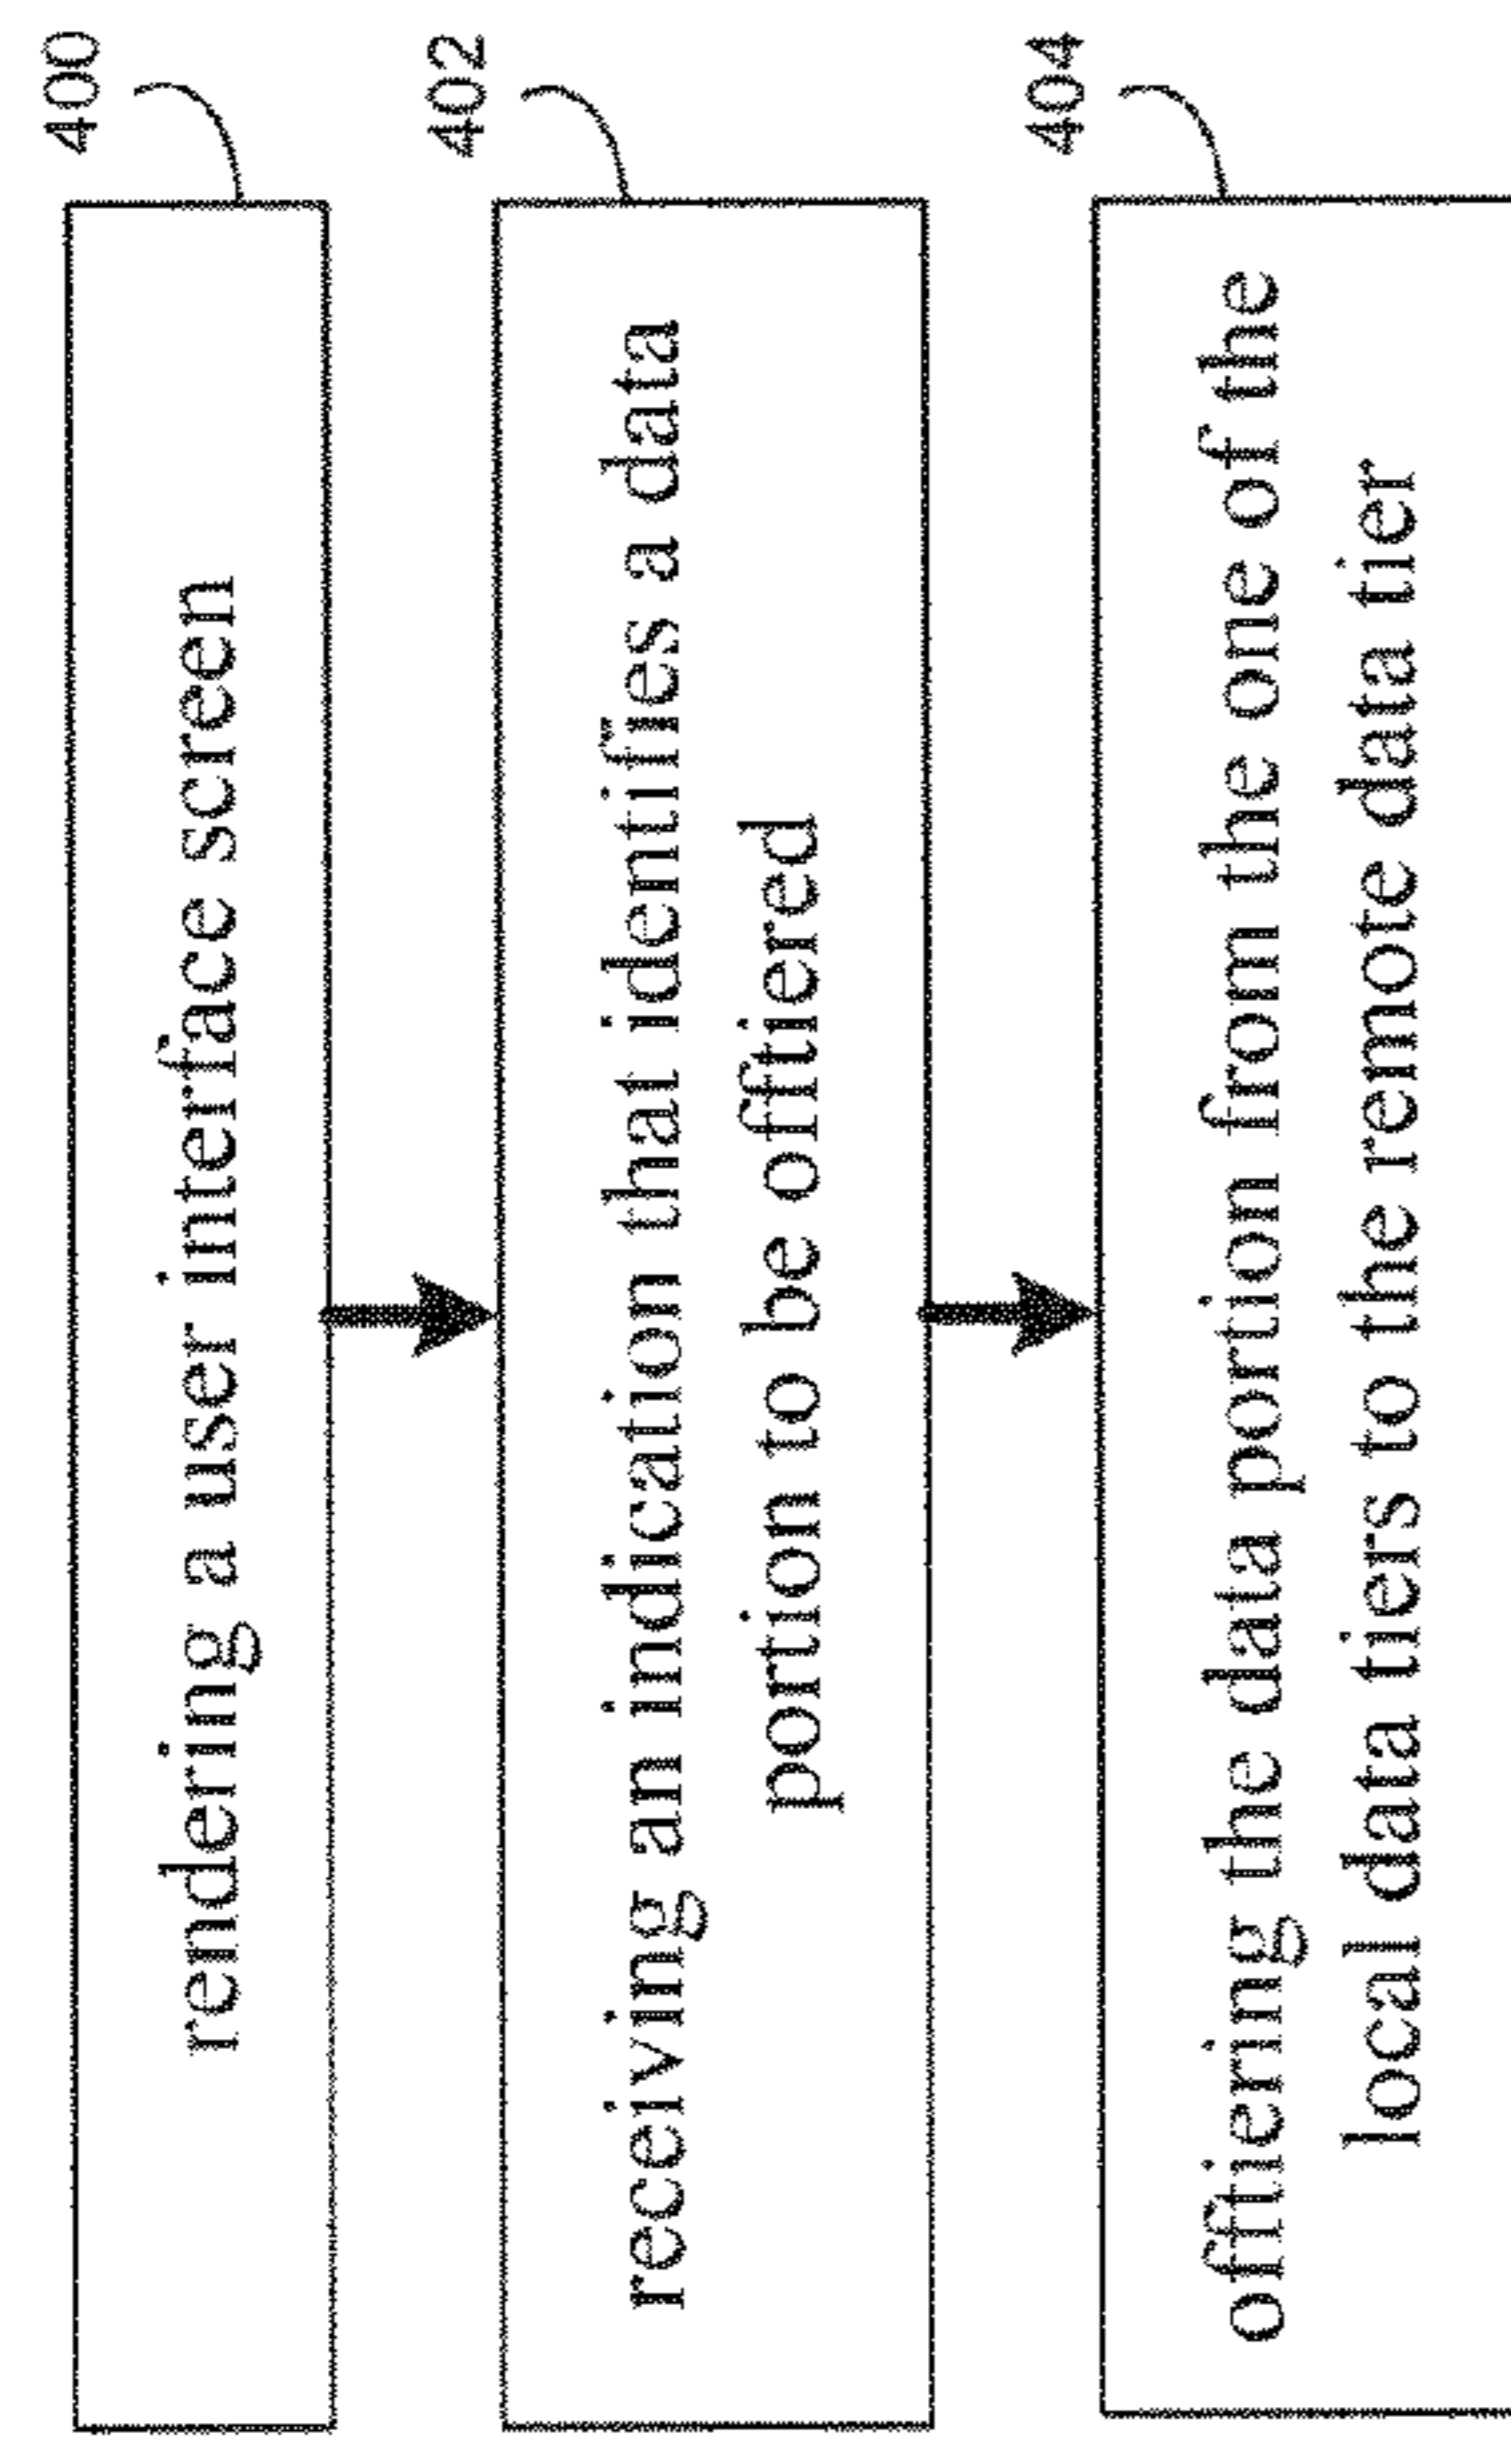 400
rendering a user interface screen
402
receiving an indication that identifies a data
portion to be offtiered
404
offtiering the data portion from the one of the
local data tiers to the remote data tier